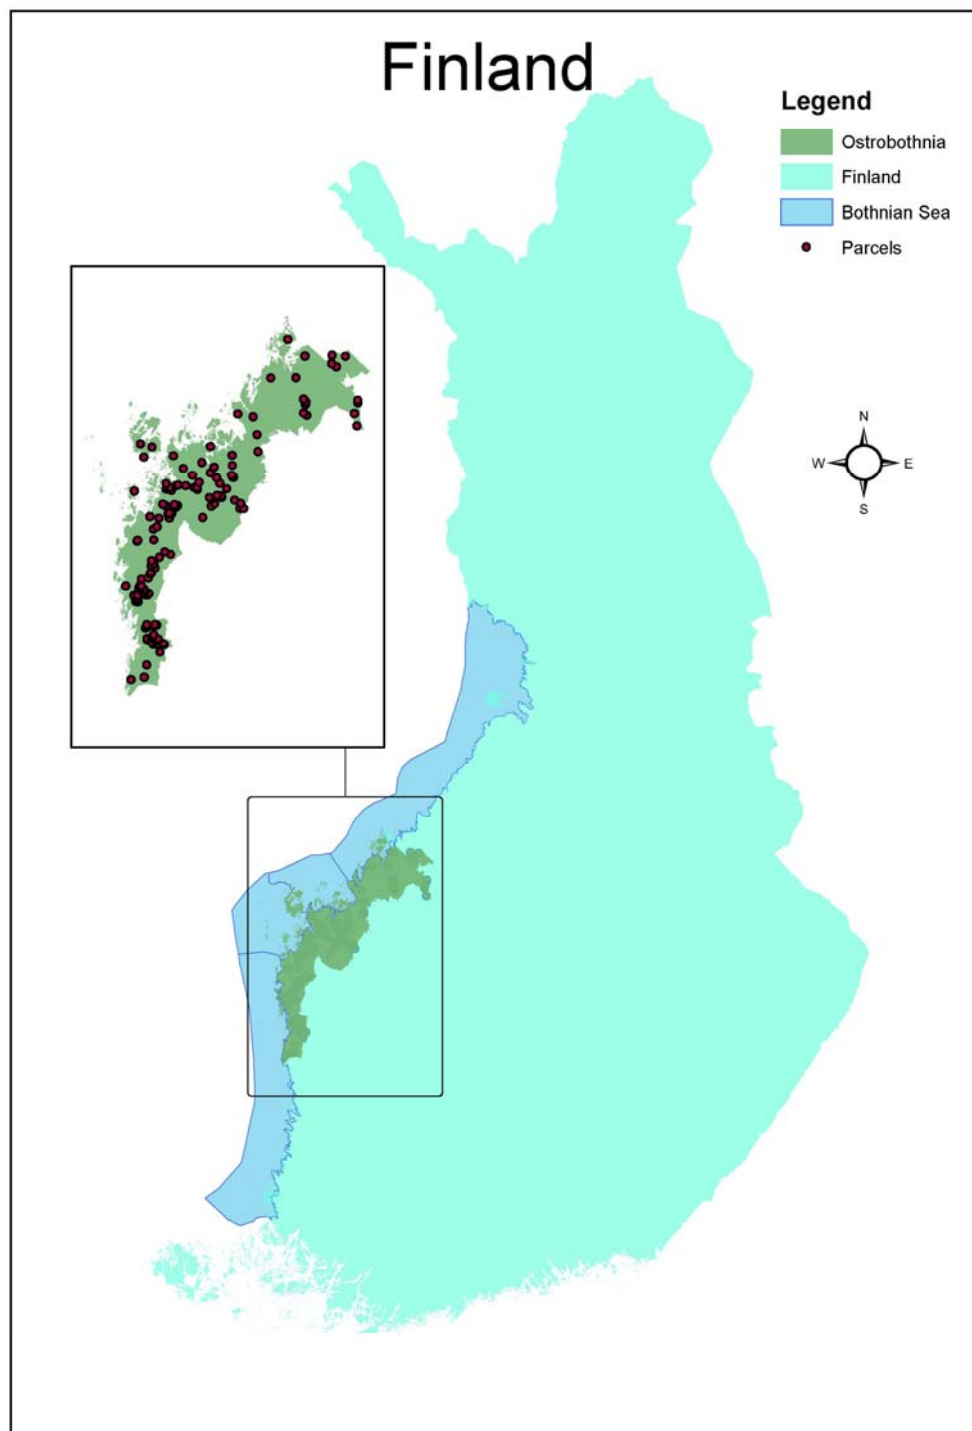 Finland
Legend
Ostrobothnia
Finland
Bothnian Sea
Parcels
N
W E
S